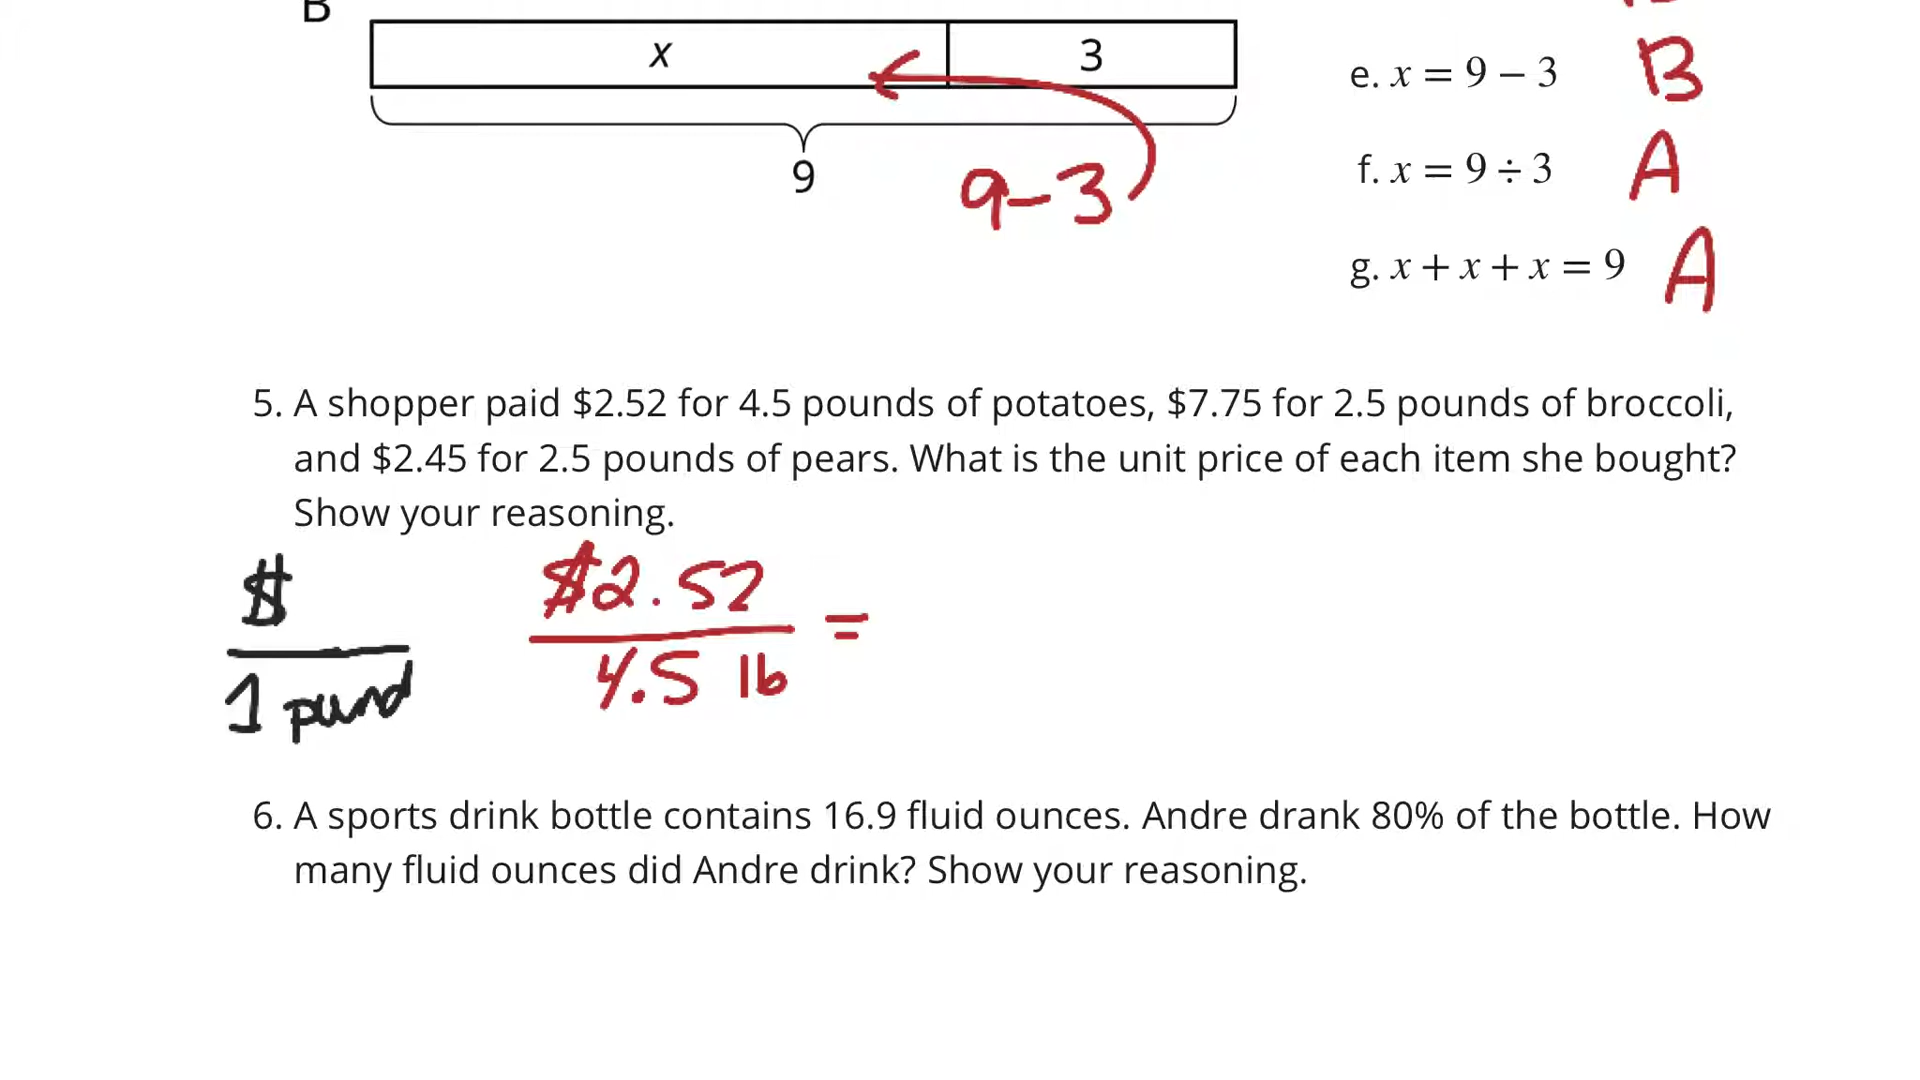 B
x 3
9
9-3
e. x = 9 − 3 B
f. x = 9 ÷ 3 A
g. x + x + x = 9 A
5. A shopper paid $2.52 for 4.5 pounds of potatoes, $7.75 for 2.5 pounds of broccoli,
and $2.45 for 2.5 pounds of pears. What is the unit price of each item she bought?
Show your reasoning.
$ $2.52
=
1 pund 4.5 lb
6. A sports drink bottle contains 16.9 fluid ounces. Andre drank 80% of the bottle. How
many fluid ounces did Andre drink? Show your reasoning.